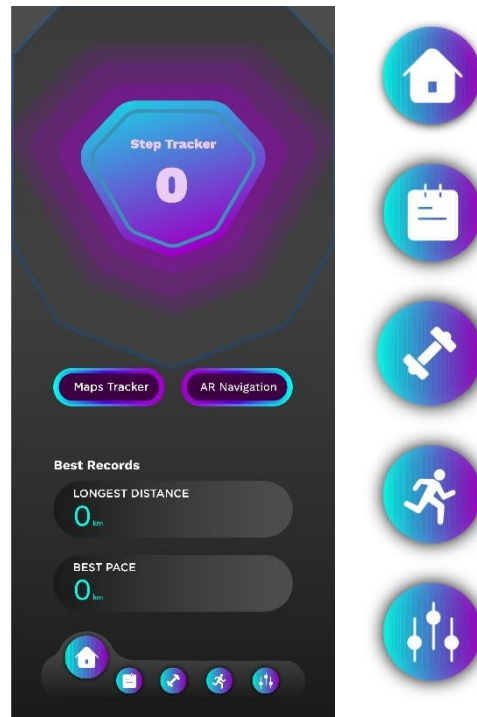 Step Tracker
0
Maps Tracker
AR Navigation
Best Records
LONGEST DISTANCE
0 km
BEST PACE
0 km